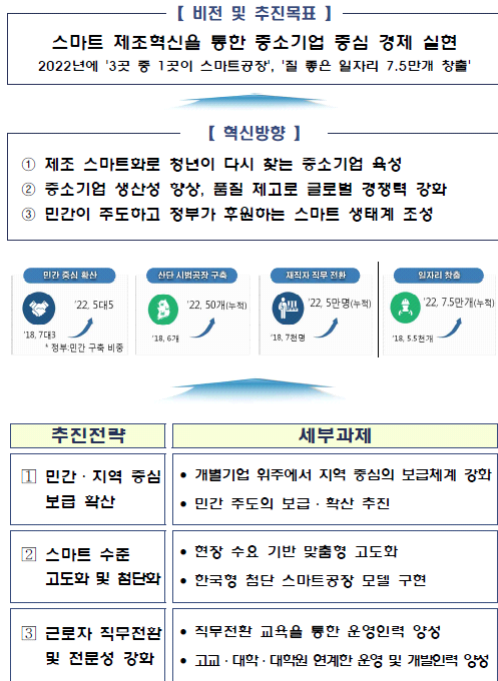 [ 비전 및 추진목표 ]
스마트 제조혁신을 통한 중소기업 중심 경제 실현
2022년에 '3곳 중 1곳이 스마트공장', '질 좋은 일자리 7.5만개 창출'
[ 혁신방향 ]
① 제조 스마트화로 청년이 다시 찾는 중소기업 육성
② 중소기업 생산성 양상, 품질 제고로 글로벌 경쟁력 강화
③ 민간이 주도하고 정부가 후원하는 스마트 생태계 조성
민간 중심 확산
'22, 5대5
'18, 7대3
* 정부:민간 구축 비중
산단 시범공장 구축
'22, 50개(누적)
'18, 6개
재직자 직무 전환
'22, 5만명(누적)
'18, 7천명
일자리 창출
'22, 7.5만개(누적)
'18, 5.5천개
추진전략
세부과제
1 민간·지역 중심
보급 확산
• 개별기업 위주에서 지역 중심의 보급체계 강화
• 민간 주도의 보급·확산 추진
2 스마트 수준
고도화 및 첨단화
• 현장 수요 기반 맞춤형 고도화
• 한국형 첨단 스마트공장 모델 구현
3 근로자 직무전환
및 전문성 강화
• 직무전환 교육을 통한 운영인력 양성
• 고교·대학·대학원 연계한 운영 및 개발인력 양성